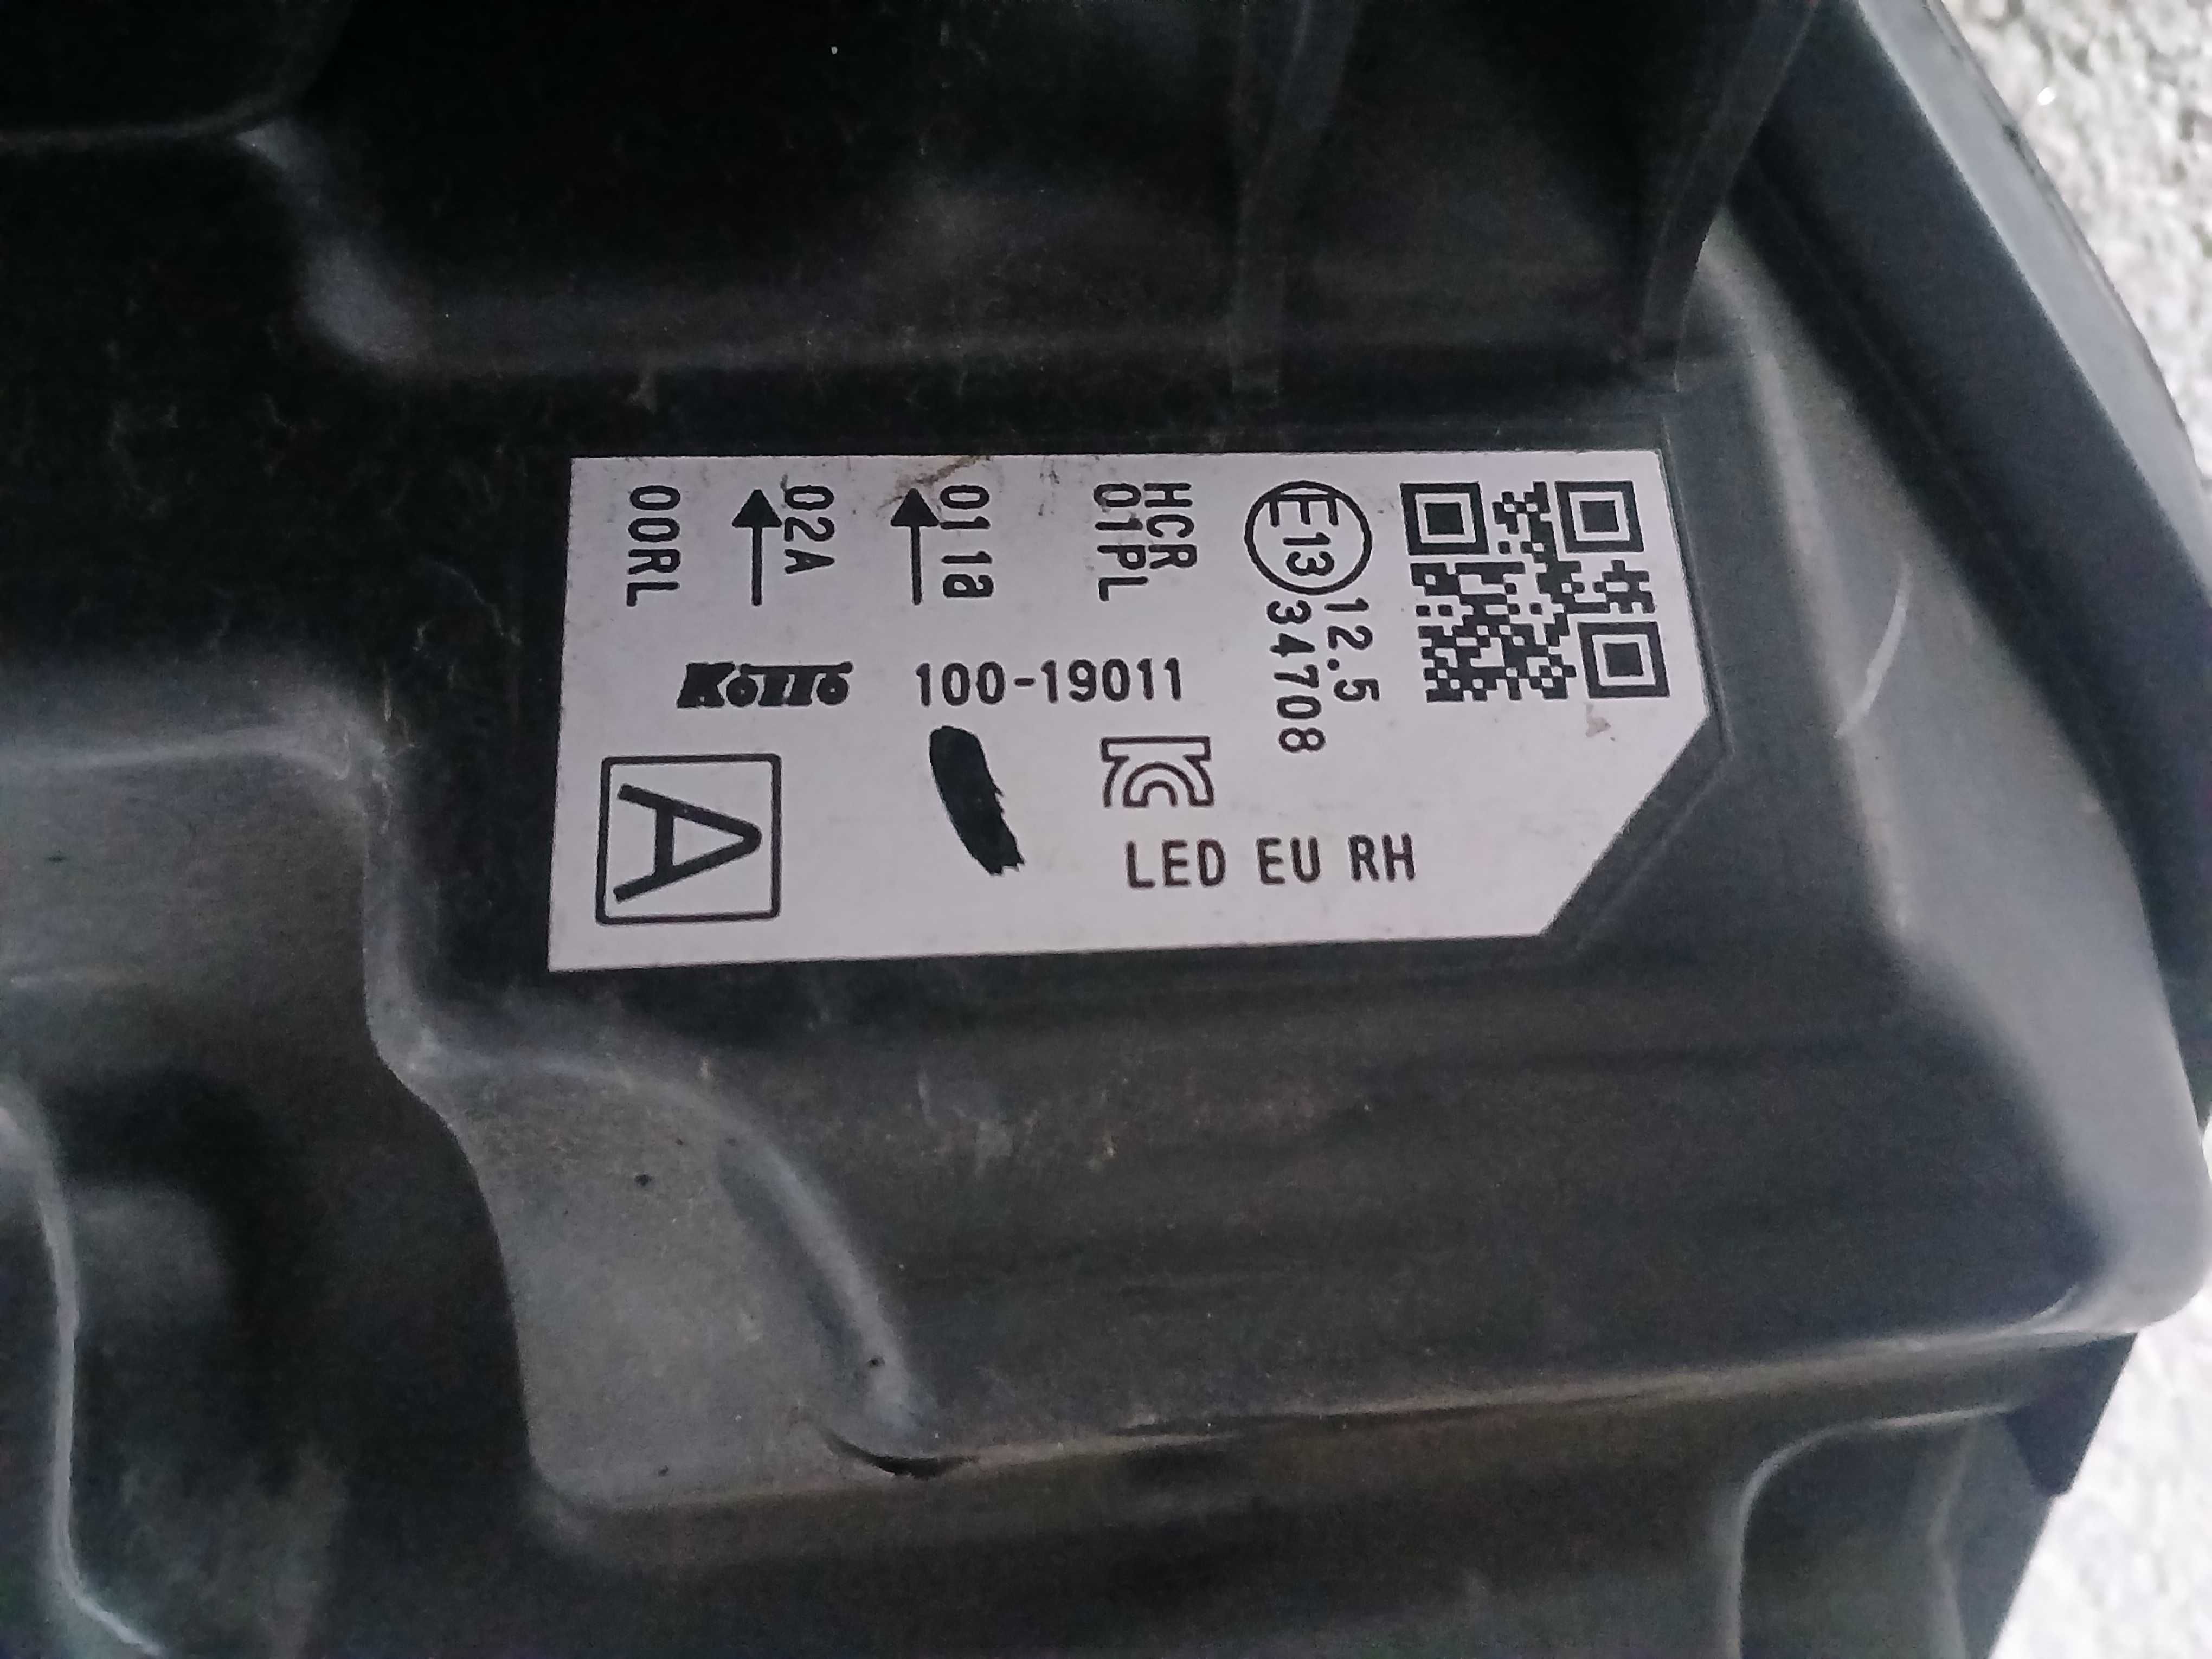 E13
12.5
34708
HCR
01PL
011a
02A
00RL
KOITO
100-19011
LED EU RH
A